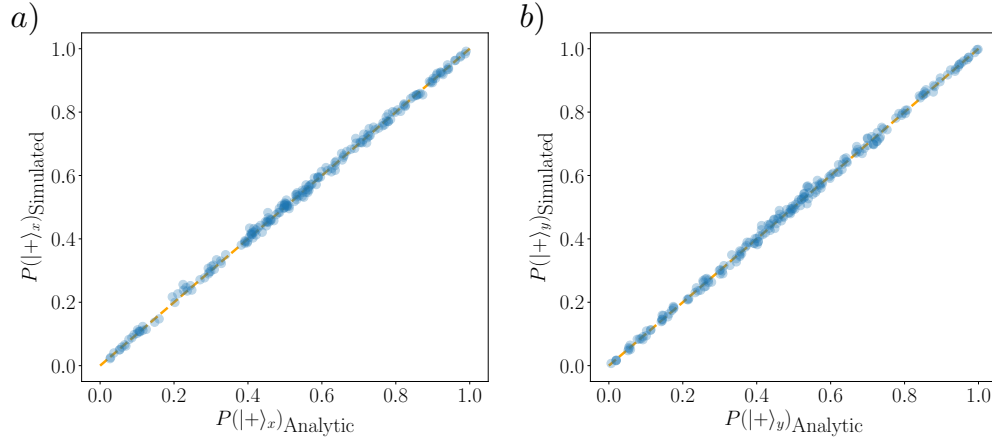 a)
P(|+⟩x)Simulated
1.0
0.8
0.6
0.4
0.2
0.0
0.0 0.2 0.4 0.6 0.8 1.0
P(|+⟩x)Analytic
b)
P(|+⟩y)Simulated
1.0
0.8
0.6
0.4
0.2
0.0
0.0 0.2 0.4 0.6 0.8 1.0
P(|+⟩y)Analytic